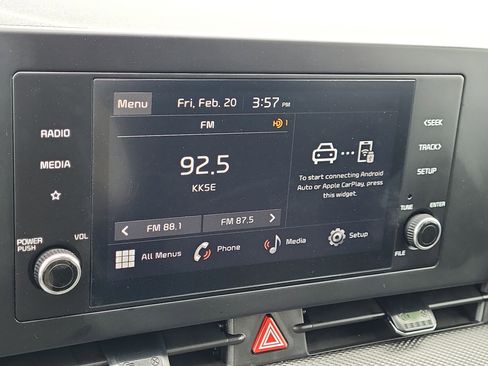 Menu Fri, Feb. 20 3:57 PM
FM HD 1
92.5
KKSE
FM 88.1 FM 87.5
To start connecting Android
Auto or Apple CarPlay, press
this widget.
All Menus Phone Media Setup
RADIO
MEDIA
POWER
PUSH
VOL
<SEEK
TRACK>
SETUP
TUNE
ENTER
FILE